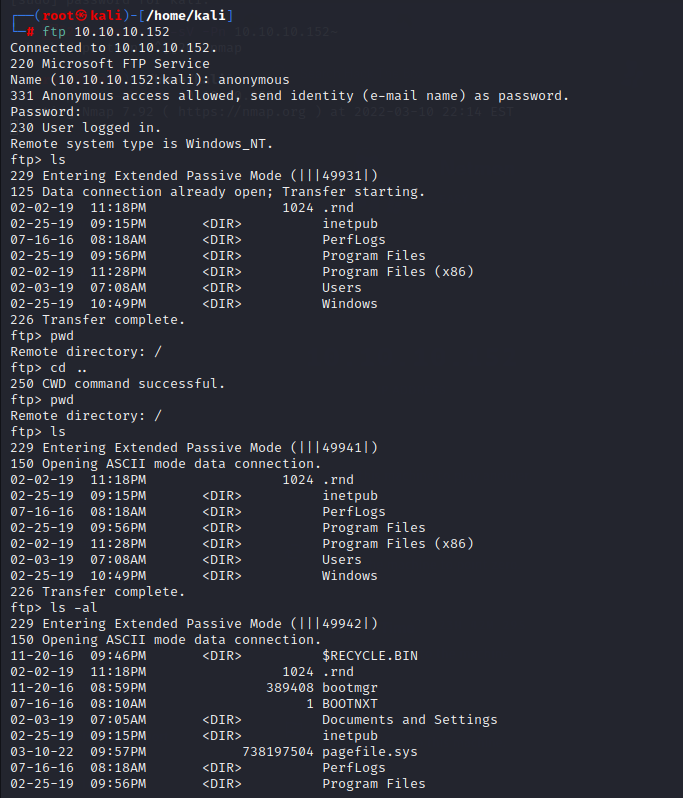 ┌──(root㉿kali)-[/home/kali]
└─# ftp 10.10.10.152
Connected to 10.10.10.152.
220 Microsoft FTP Service
Name (10.10.10.152:kali): anonymous
331 Anonymous access allowed, send identity (e-mail name) as password.
Password:
230 User logged in.
Remote system type is Windows_NT.
ftp> ls
229 Entering Extended Passive Mode (|||49931|)
125 Data connection already open; Transfer starting.
02-02-19  11:18PM                 1024 .rnd
02-25-19  09:15PM       <DIR>          inetpub
07-16-16  08:18AM       <DIR>          PerfLogs
02-25-19  09:56PM       <DIR>          Program Files
02-02-19  11:28PM       <DIR>          Program Files (x86)
02-03-19  07:08AM       <DIR>          Users
02-25-19  10:49PM       <DIR>          Windows
226 Transfer complete.
ftp> pwd
Remote directory: /
ftp> cd ..
250 CWD command successful.
ftp> pwd
Remote directory: /
ftp> ls
229 Entering Extended Passive Mode (|||49941|)
150 Opening ASCII mode data connection.
02-02-19  11:18PM                 1024 .rnd
02-25-19  09:15PM       <DIR>          inetpub
07-16-16  08:18AM       <DIR>          PerfLogs
02-25-19  09:56PM       <DIR>          Program Files
02-02-19  11:28PM       <DIR>          Program Files (x86)
02-03-19  07:08AM       <DIR>          Users
02-25-19  10:49PM       <DIR>          Windows
226 Transfer complete.
ftp> ls -al
229 Entering Extended Passive Mode (|||49942|)
150 Opening ASCII mode data connection.
11-20-16  09:46PM       <DIR>          $RECYCLE.BIN
02-02-19  11:18PM                 1024 .rnd
11-20-16  08:59PM               389408 bootmgr
07-16-16  08:10AM                    1 BOOTNXT
02-03-19  07:05AM       <DIR>          Documents and Settings
02-25-19  09:15PM       <DIR>          inetpub
03-10-22  09:57PM            738197504 pagefile.sys
07-16-16  08:18AM       <DIR>          PerfLogs
02-25-19  09:56PM       <DIR>          Program Files